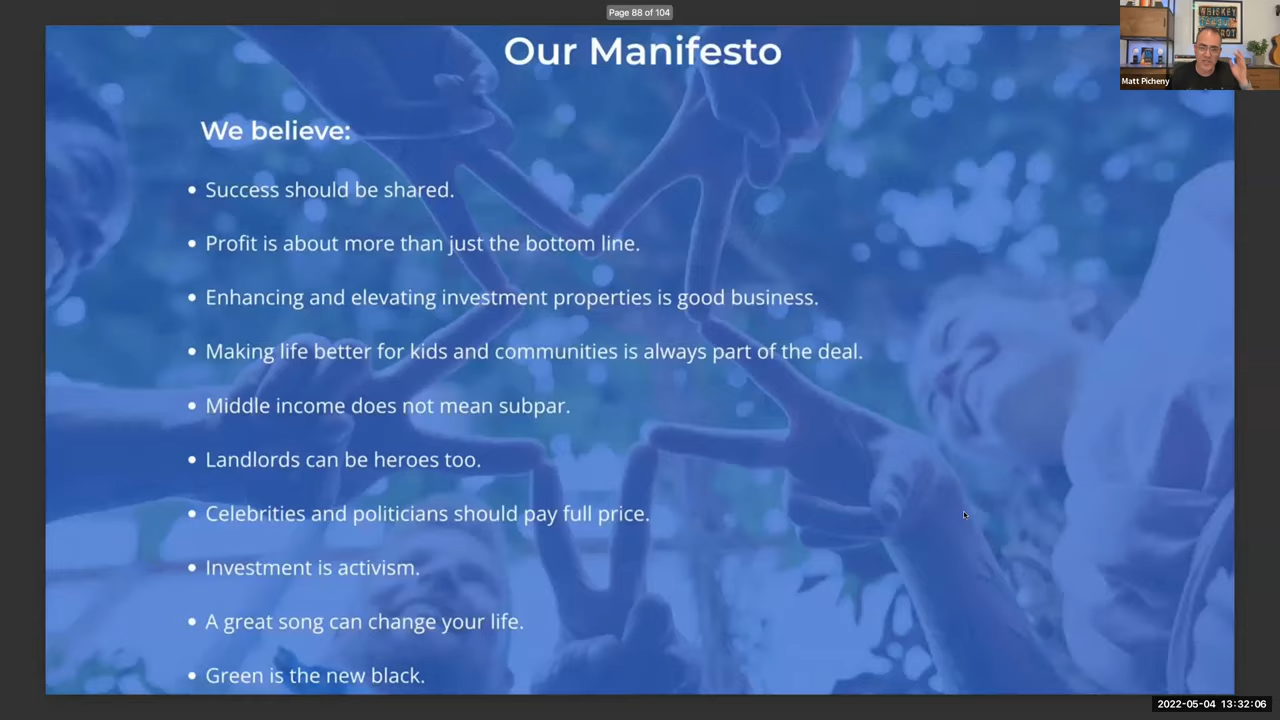 Page 88 of 104
Our Manifesto
We believe:
• Success should be shared.
• Profit is about more than just the bottom line.
• Enhancing and elevating investment properties is good business.
• Making life better for kids and communities is always part of the deal.
• Middle income does not mean subpar.
• Landlords can be heroes too.
• Celebrities and politicians should pay full price.
• Investment is activism.
• A great song can change your life.
• Green is the new black.
WHISKEY
Matt Picheny
2022-05-04 13:32:06